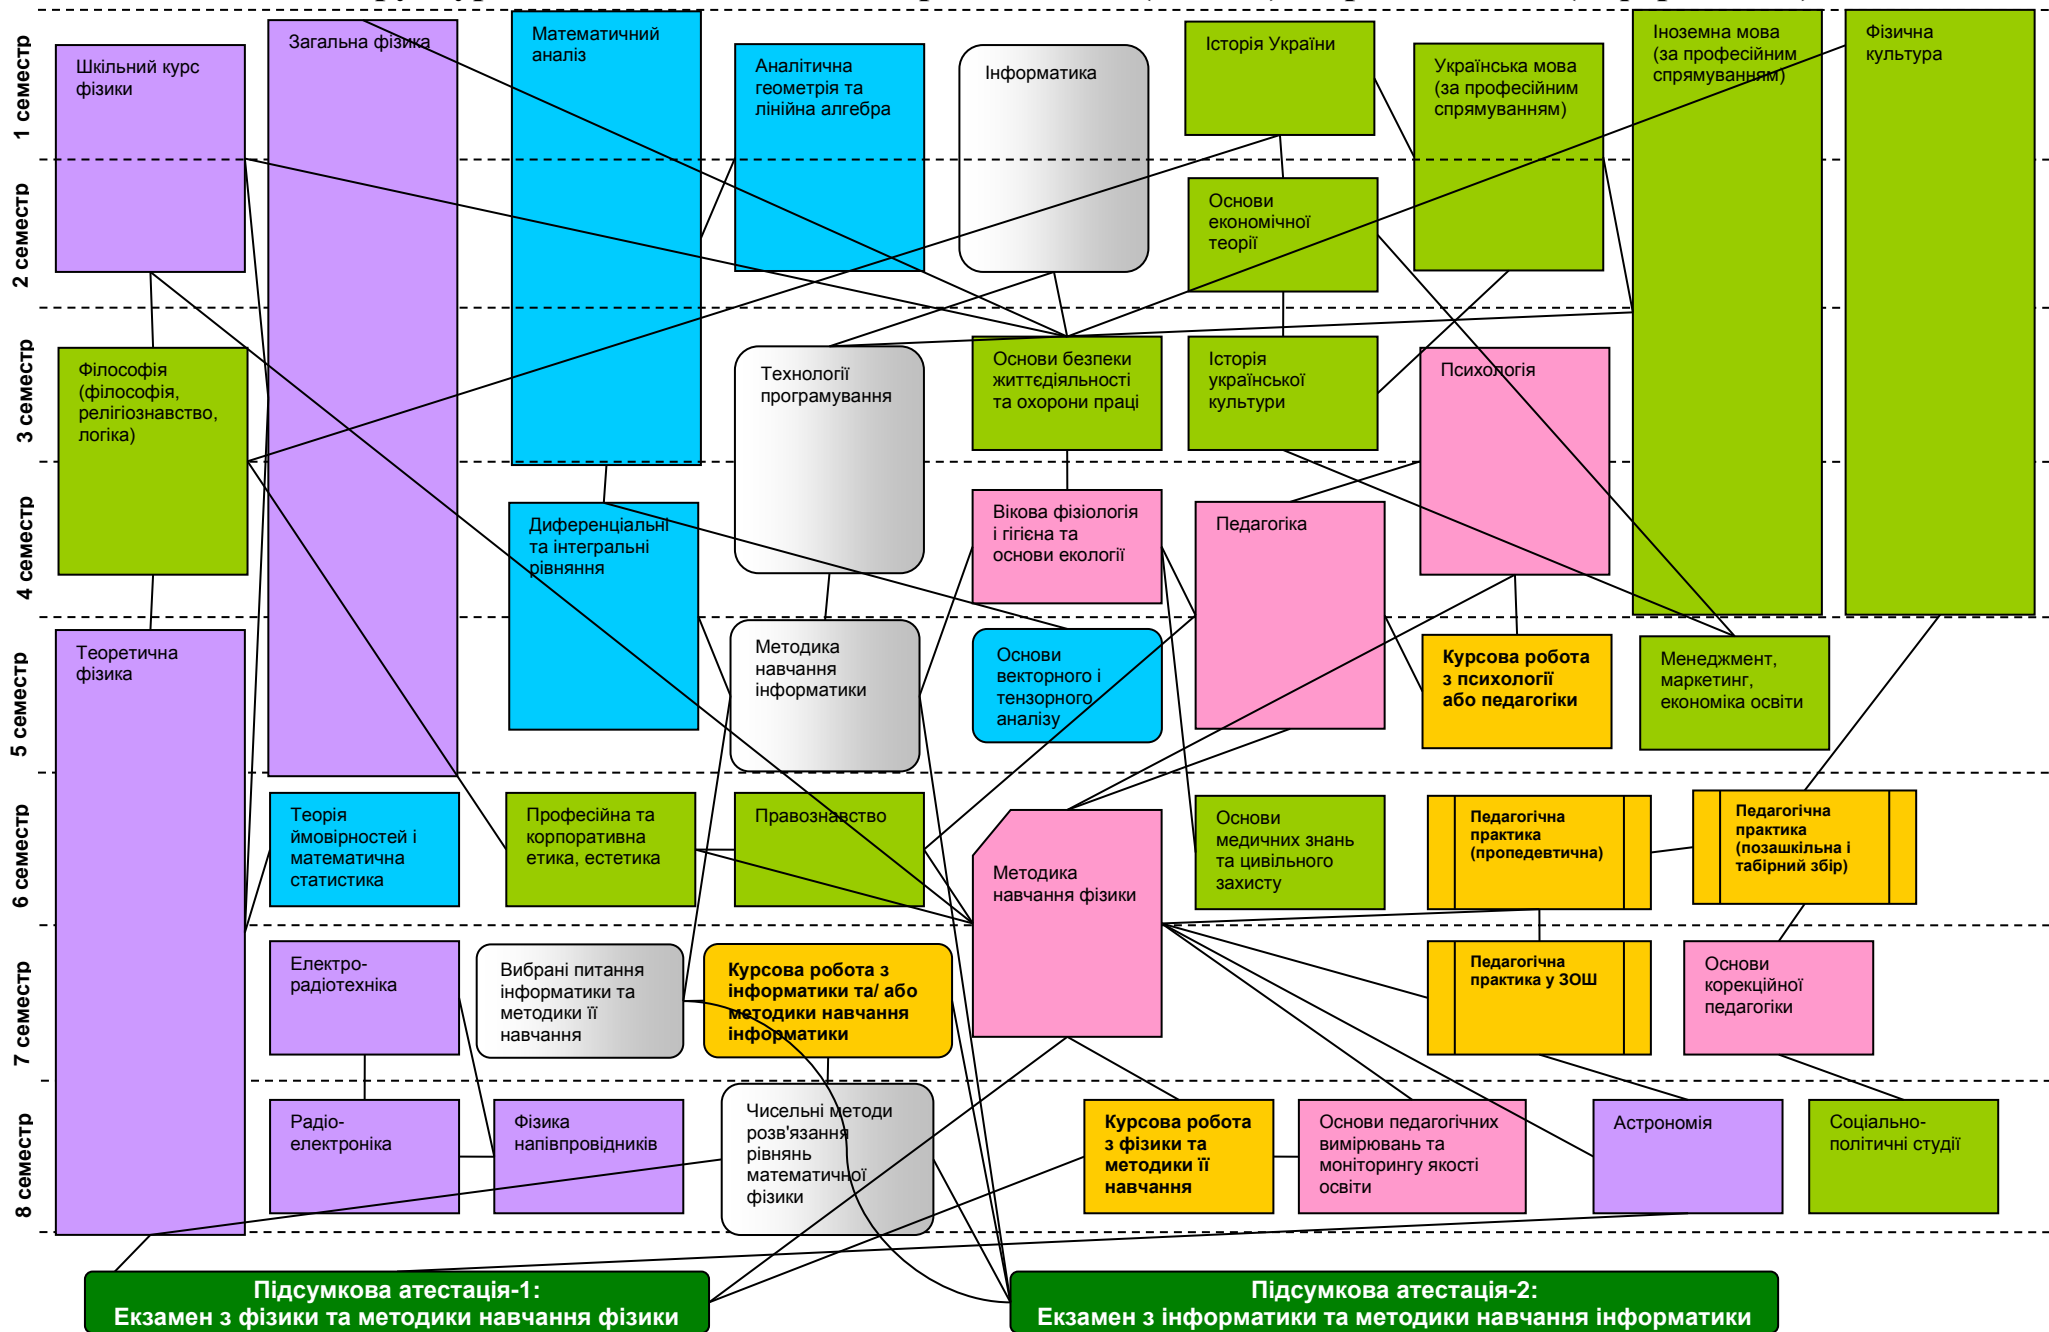 1 семестр
2 семестр
3 семестр
4 семестр
5 семестр
6 семестр
7 семестр
8 семестр
Шкільний курс
фізики
Загальна фізика
Математичний
аналіз
Аналітична
геометрія та
лінійна алгебра
Інформатика
Історія України
Українська мова
(за професійним
спрямуванням)
Іноземна мова
(за професійним
спрямуванням)
Фізична
культура
Основи
економічної
теорії
Філософія
(філософія,
релігіознавство,
логіка)
Технології
програмування
Основи безпеки
життєдіяльності
та охорони праці
Історія
української
культури
Психологія
Диференціальні
та інтегральні
рівняння
Вікова фізіологія
і гігієна та
основи екології
Педагогіка
Теоретична
фізика
Методика
навчання
інформатики
Основи
векторного і
тензорного
аналізу
Курсова робота
з психології
або педагогіки
Менеджмент,
маркетинг,
економіка освіти
Теорія
ймовірностей і
математична
статистика
Професійна та
корпоративна
етика, естетика
Правознавство
Методика
навчання фізики
Основи
медичних знань
та цивільного
захисту
Педагогічна
практика
(пропедевтична)
Педагогічна
практика
(позашкільна і
табірний збір)
Електро-
радіотехніка
Вибрані питання
інформатики та
методики її
навчання
Курсова робота з
інформатики та/ або
методики навчання
інформатики
Педагогічна
практика у ЗОШ
Основи
корекційної
педагогіки
Радіо-
електроніка
Фізика
напівпровідників
Чисельні методи
розв'язання
рівнянь
математичної
фізики
Курсова робота
з фізики та
методики її
навчання
Основи педагогічних
вимірювань та
моніторингу якості
освіти
Астрономія
Соціально-
політичні студії
Підсумкова атестація-1:
Екзамен з фізики та методики навчання фізики
Підсумкова атестація-2:
Екзамен з інформатики та методики навчання інформатики